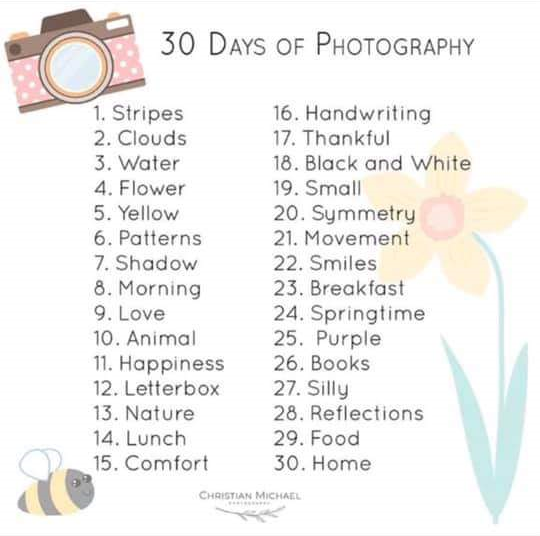 30 Days of Photography
1. Stripes
2. Clouds
3. Water
4. Flower
5. Yellow
6. Patterns
7. Shadow
8. Morning
9. Love
10. Animal
11. Happiness
12. Letterbox
13. Nature
14. Lunch
15. Comfort
16. Handwriting
17. Thankful
18. Black and White
19. Small
20. Symmetry
21. Movement
22. Smiles
23. Breakfast
24. Springtime
25. Purple
26. Books
27. Silly
28. Reflections
29. Food
30. Home
Christian Michael
PHOTOGRAPHY